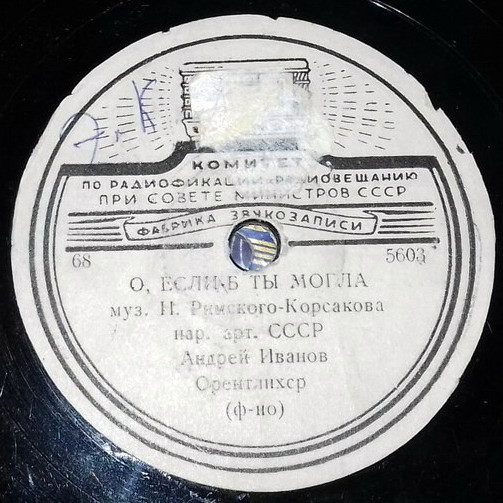 Э. К
КОМИТЕТ
ПО РАДИОФИКАЦИИ И РАДИОВЕЩАНИЮ
ПРИ СОВЕТЕ МИНИСТРОВ СССР
ФАБРИКА ЗВУКОЗАПИСИ
68 5603
О, ЕСЛИ Б ТЫ МОГЛА
муз. Н. Римского-Корсакова
нар. арт. СССР
Андрей Иванов
Орентлихер
(ф-но)